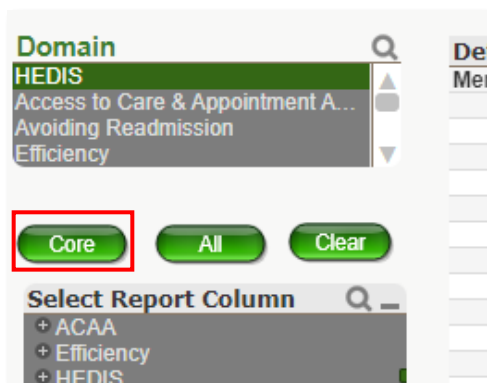 Domain
HEDIS
Access to Care & Appointment A...
Avoiding Readmission
Efficiency
Core All Clear
Select Report Column
ACAA
Efficiency
HEDIS